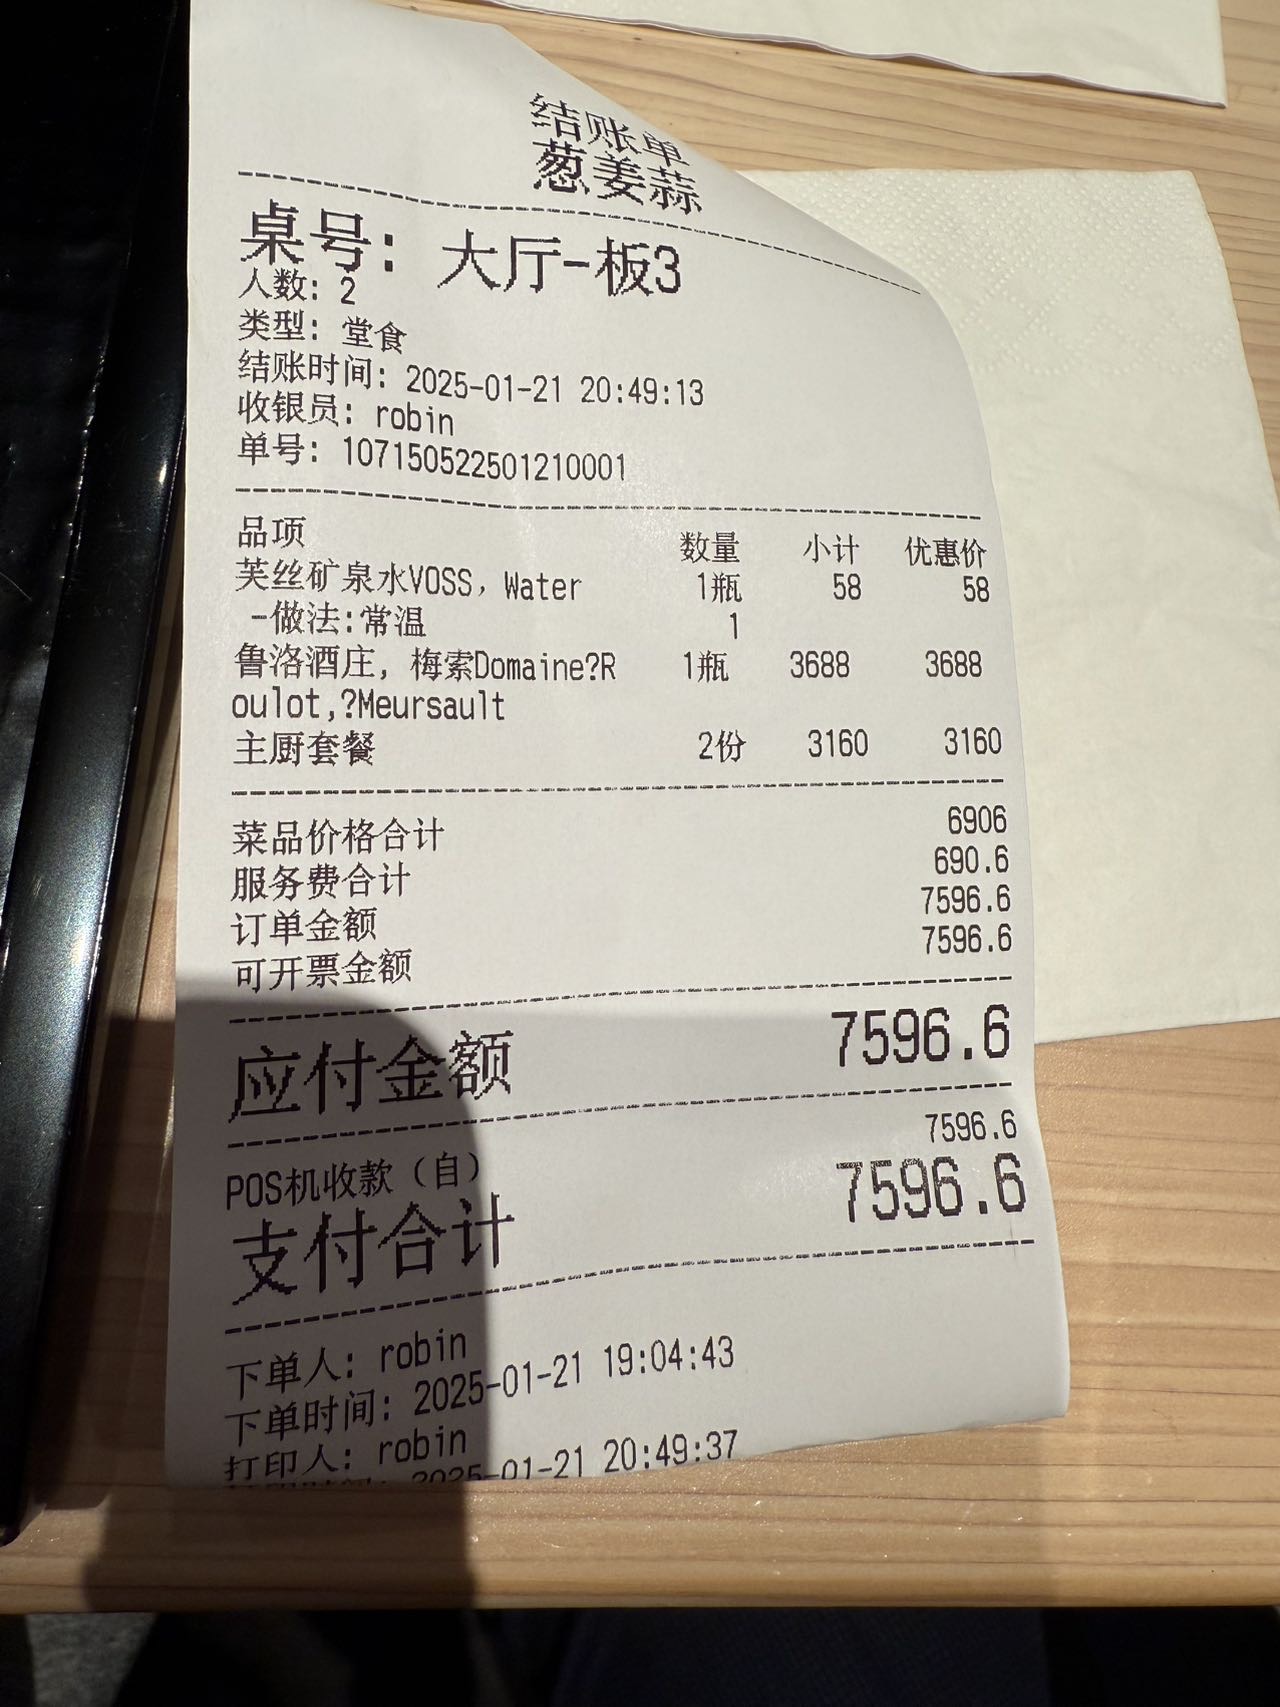 结账单
葱姜蒜
桌号: 大厅-板3
人数: 2
类型: 堂食
结账时间: 2025-01-21 20:49:13
收银员: robin
单号: 107150522501210001
品项 数量 小计 优惠价
芙丝矿泉水VOSS, Water 1瓶 58 58
-做法:常温 1
鲁洛酒庄, 梅索Domaine?R 1瓶 3688 3688
oulot,?Meursault
主厨套餐 2份 3160 3160
菜品价格合计 6906
服务费合计 690.6
订单金额 7596.6
可开票金额 7596.6
应付金额 7596.6
POS机收款（自） 7596.6
支付合计 7596.6
下单人: robin
下单时间: 2025-01-21 19:04:43
打印人: robin
打印时间: 2025-01-21 20:49:37